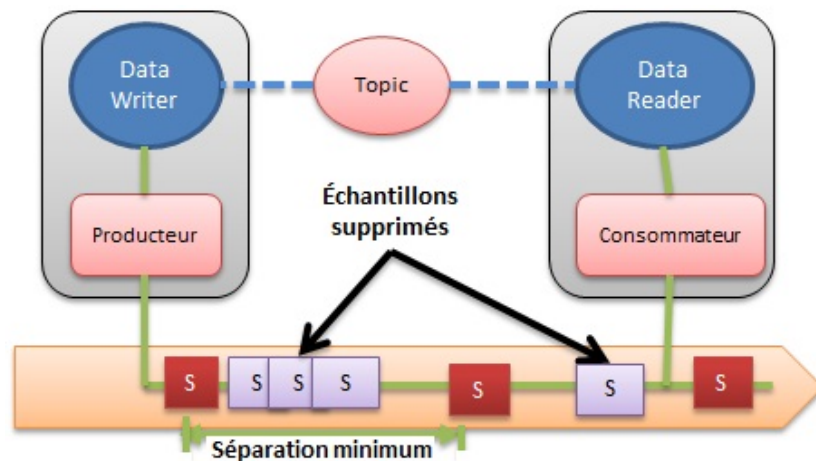 Data
Writer
Topic
Data
Reader
Échantillons
supprimés
Producteur
Consommateur
S
S
S
S
S
S
S
Séparation minimum